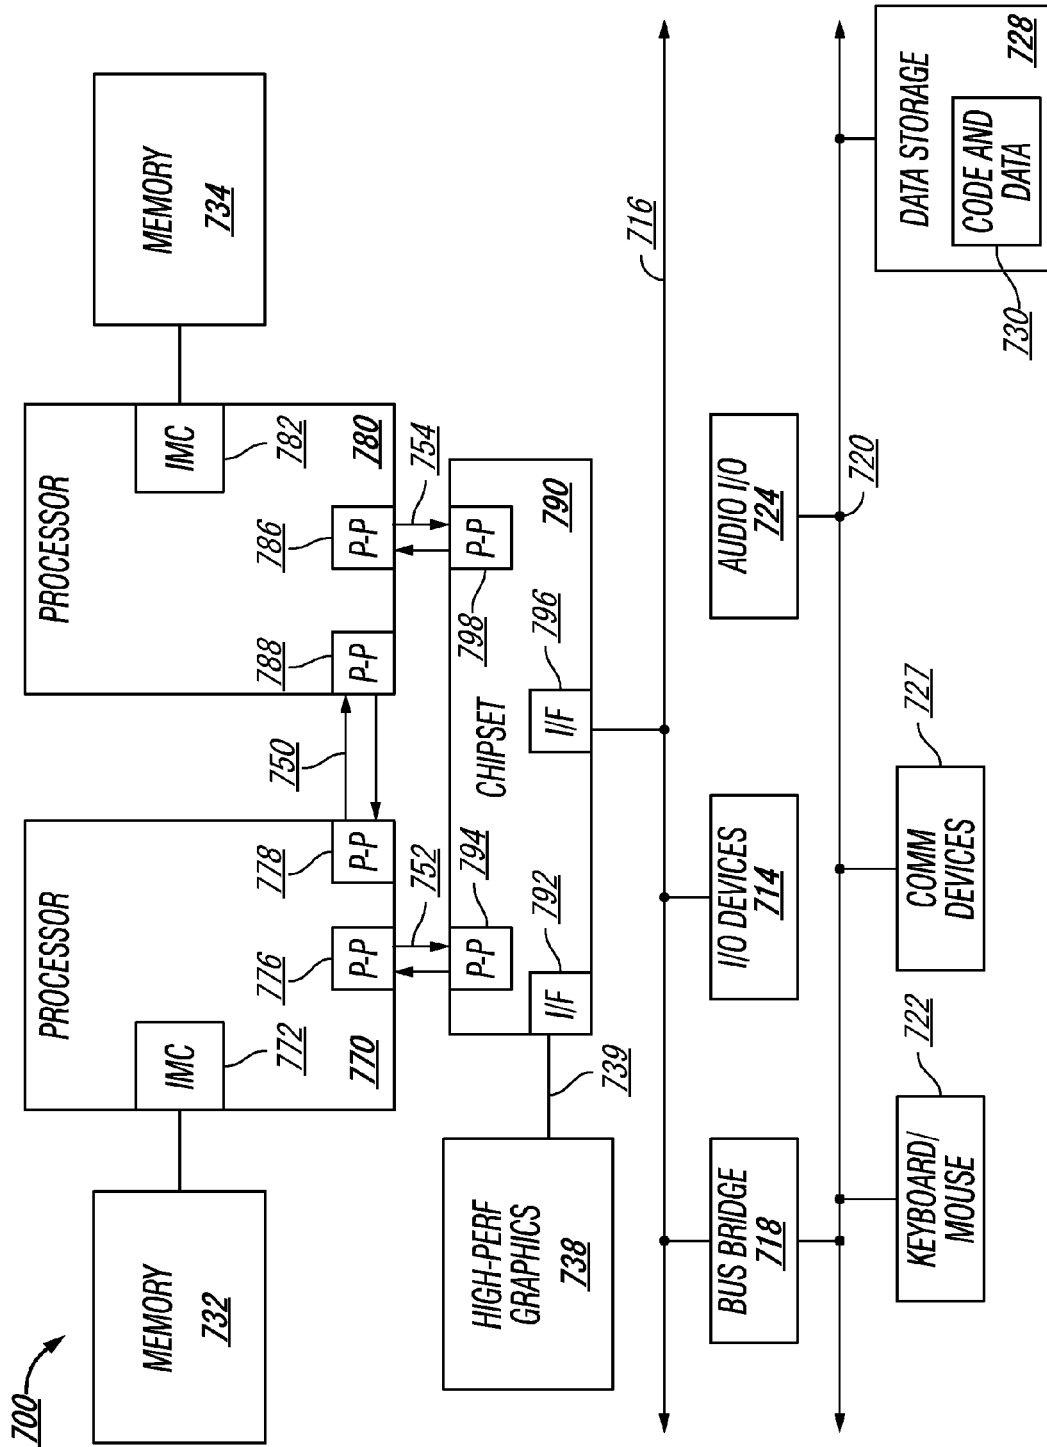 700
MEMORY
732
PROCESSOR
IMC
772
770
776
P-P
778
P-P
750
PROCESSOR
788
P-P
786
P-P
IMC
782
780
MEMORY
734
752
754
HIGH-PERF
GRAPHICS
738
739
I/F
792
P-P
794
CHIPSET
P-P
798
I/F
796
790
716
BUS BRIDGE
718
I/O DEVICES
714
AUDIO I/O
724
720
KEYBOARD/
MOUSE
722
COMM
DEVICES
727
DATA STORAGE
728
CODE AND
DATA
730